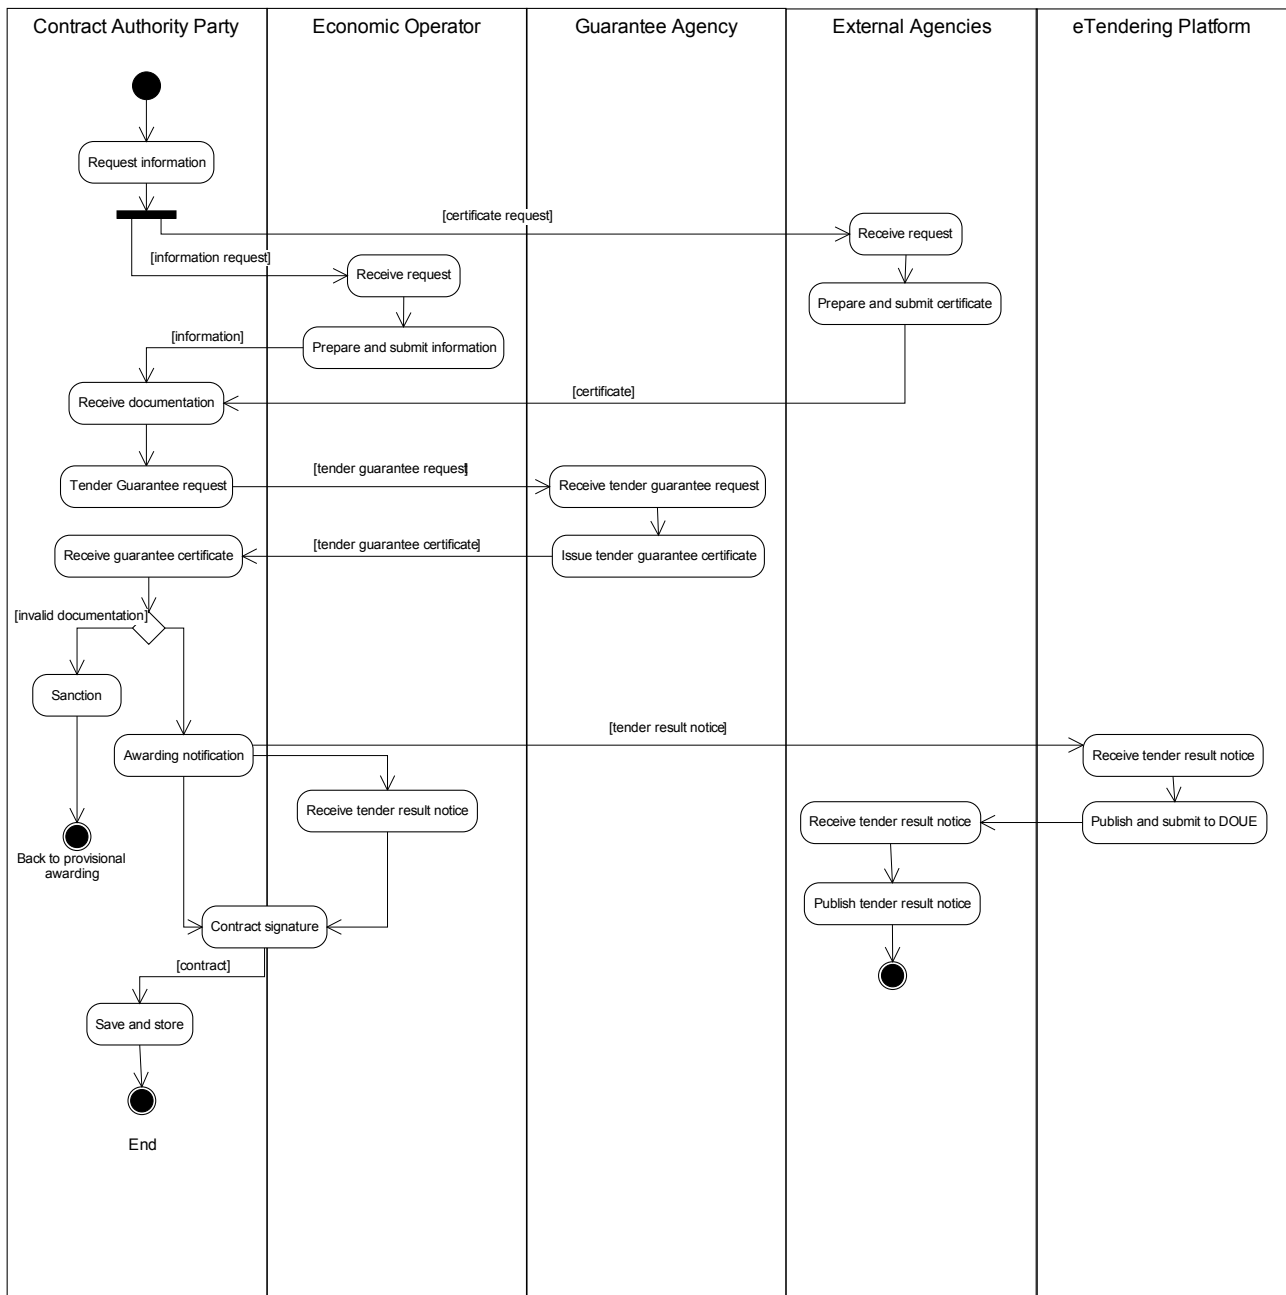 Contract Authority Party
Economic Operator
Guarantee Agency
External Agencies
eTendering Platform
Request information
[certificate request]
Receive request
[information request]
Receive request
Prepare and submit certificate
[information]
Prepare and submit information
[certificate]
Receive documentation
[tender guarantee request]
Tender Guarantee request
Receive tender guarantee request
[tender guarantee certificate]
Receive guarantee certificate
Issue tender guarantee certificate
[invalid documentation]
Sanction
[tender result notice]
Awarding notification
Receive tender result notice
Receive tender result notice
Receive tender result notice
Publish and submit to DOUE
Back to provisional
awarding
Publish tender result notice
Contract signature
[contract]
Save and store
End